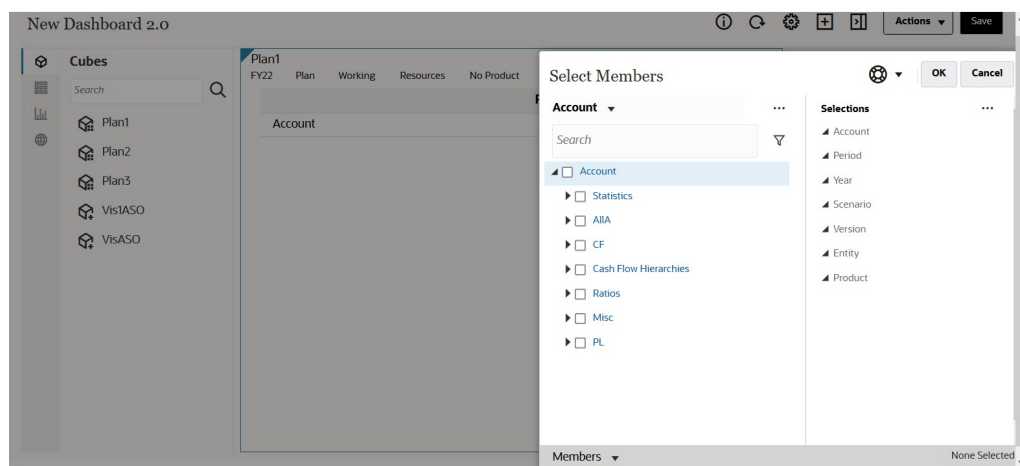 New Dashboard 2.0
Actions
Save
Cubes
Search
Plan1
Plan2
Plan3
Vis1ASO
VisASO
Plan1
FY22 Plan Working Resources No Product
Account
Select Members
OK
Cancel
Account
Search
Account
Statistics
AllA
CF
Cash Flow Hierarchies
Ratios
Misc
PL
Selections
Account
Period
Year
Scenario
Version
Entity
Product
Members
None Selected